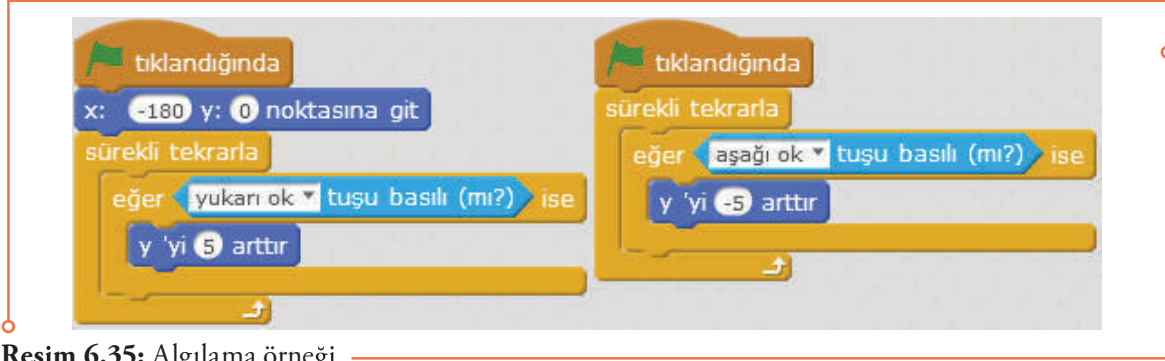 tıklandığında
x: -180 y: 0 noktasına git
sürekli tekrarla
eğer yukarı ok tuşu basılı (mı?) ise
y 'yi 5 arttır
tıklandığında
sürekli tekrarla
eğer aşağı ok tuşu basılı (mı?) ise
y 'yi -5 arttır
Resim 6.35: Algılama örneği